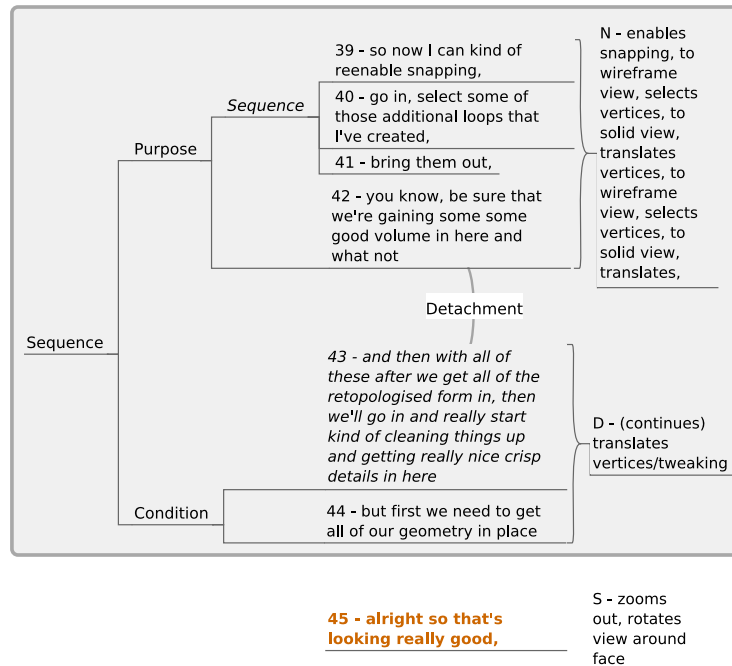 Sequence
Purpose
Sequence
39 - so now I can kind of
reenable snapping,
40 - go in, select some of
those additional loops that
I've created,
41 - bring them out,
42 - you know, be sure that
we're gaining some some
good volume in here and
what not
N - enables
snapping, to
wireframe
view, selects
vertices, to
solid view,
translates
vertices, to
wireframe
view, selects
vertices, to
solid view,
translates,
Detachment
Condition
43 - and then with all of
these after we get all of the
retopologised form in, then
we'll go in and really start
kind of cleaning things up
and getting really nice crisp
details in here
44 - but first we need to get
all of our geometry in place
D - (continues)
translates
vertices/tweaking
45 - alright so that's
looking really good,
S - zooms
out, rotates
view around
face